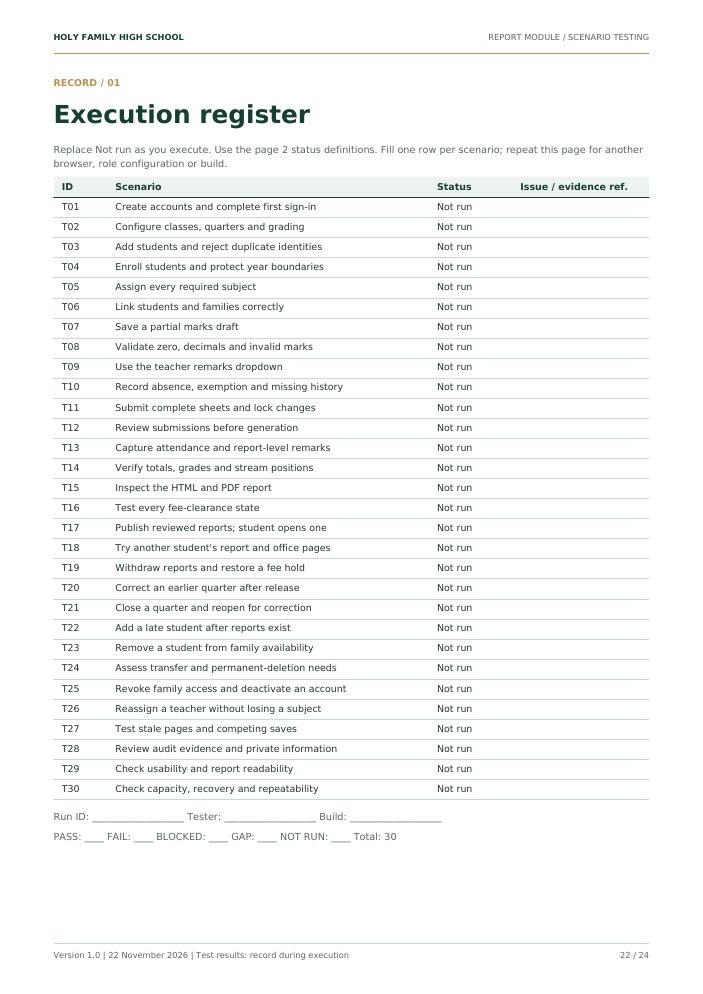 HOLY FAMILY HIGH SCHOOL REPORT MODULE / SCENARIO TESTING
RECORD / 01
Execution register
Replace Not run as you execute. Use the page 2 status definitions. Fill one row per scenario; repeat this page for another
browser, role configuration or build.
ID Scenario Status Issue / evidence ref.
T01 Create accounts and complete first sign-in Not run
T02 Configure classes, quarters and grading Not run
T03 Add students and reject duplicate identities Not run
T04 Enroll students and protect year boundaries Not run
T05 Assign every required subject Not run
T06 Link students and families correctly Not run
T07 Save a partial marks draft Not run
T08 Validate zero, decimals and invalid marks Not run
T09 Use the teacher remarks dropdown Not run
T10 Record absence, exemption and missing history Not run
T11 Submit complete sheets and lock changes Not run
T12 Review submissions before generation Not run
T13 Capture attendance and report-level remarks Not run
T14 Verify totals, grades and stream positions Not run
T15 Inspect the HTML and PDF report Not run
T16 Test every fee-clearance state Not run
T17 Publish reviewed reports; student opens one Not run
T18 Try another student's report and office pages Not run
T19 Withdraw reports and restore a fee hold Not run
T20 Correct an earlier quarter after release Not run
T21 Close a quarter and reopen for correction Not run
T22 Add a late student after reports exist Not run
T23 Remove a student from family availability Not run
T24 Assess transfer and permanent-deletion needs Not run
T25 Revoke family access and deactivate an account Not run
T26 Reassign a teacher without losing a subject Not run
T27 Test stale pages and competing saves Not run
T28 Review audit evidence and private information Not run
T29 Check usability and report readability Not run
T30 Check capacity, recovery and repeatability Not run
Run ID: __________________ Tester: __________________ Build: __________________
PASS: ____ FAIL: ____ BLOCKED: ____ GAP: ____ NOT RUN: ____ Total: 30
Version 1.0 | 22 November 2026 | Test results: record during execution 22 / 24